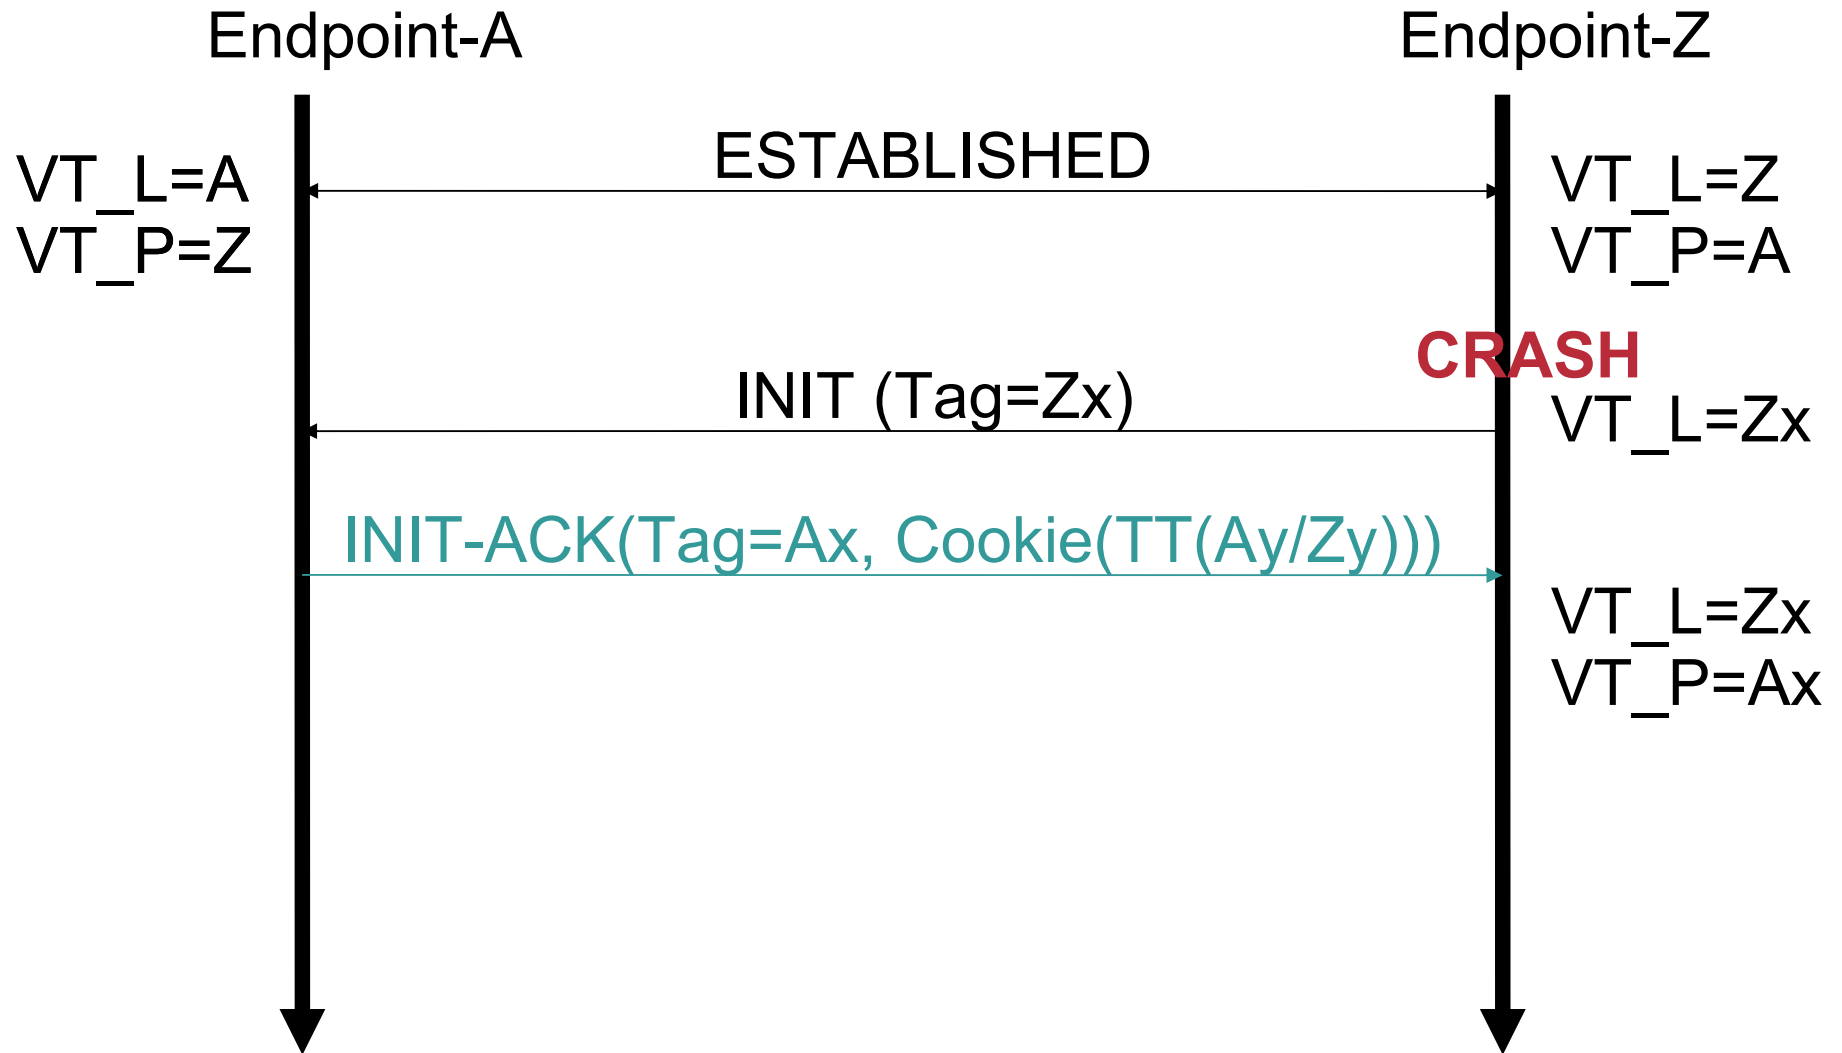 Endpoint-A
Endpoint-Z
ESTABLISHED
VT_L=A
VT_P=Z
VT_L=Z
VT_P=A
CRASH
INIT (Tag=Zx)
VT_L=Zx
INIT-ACK(Tag=Ax, Cookie(TT(Ay/Zy)))
VT_L=Zx
VT_P=Ax